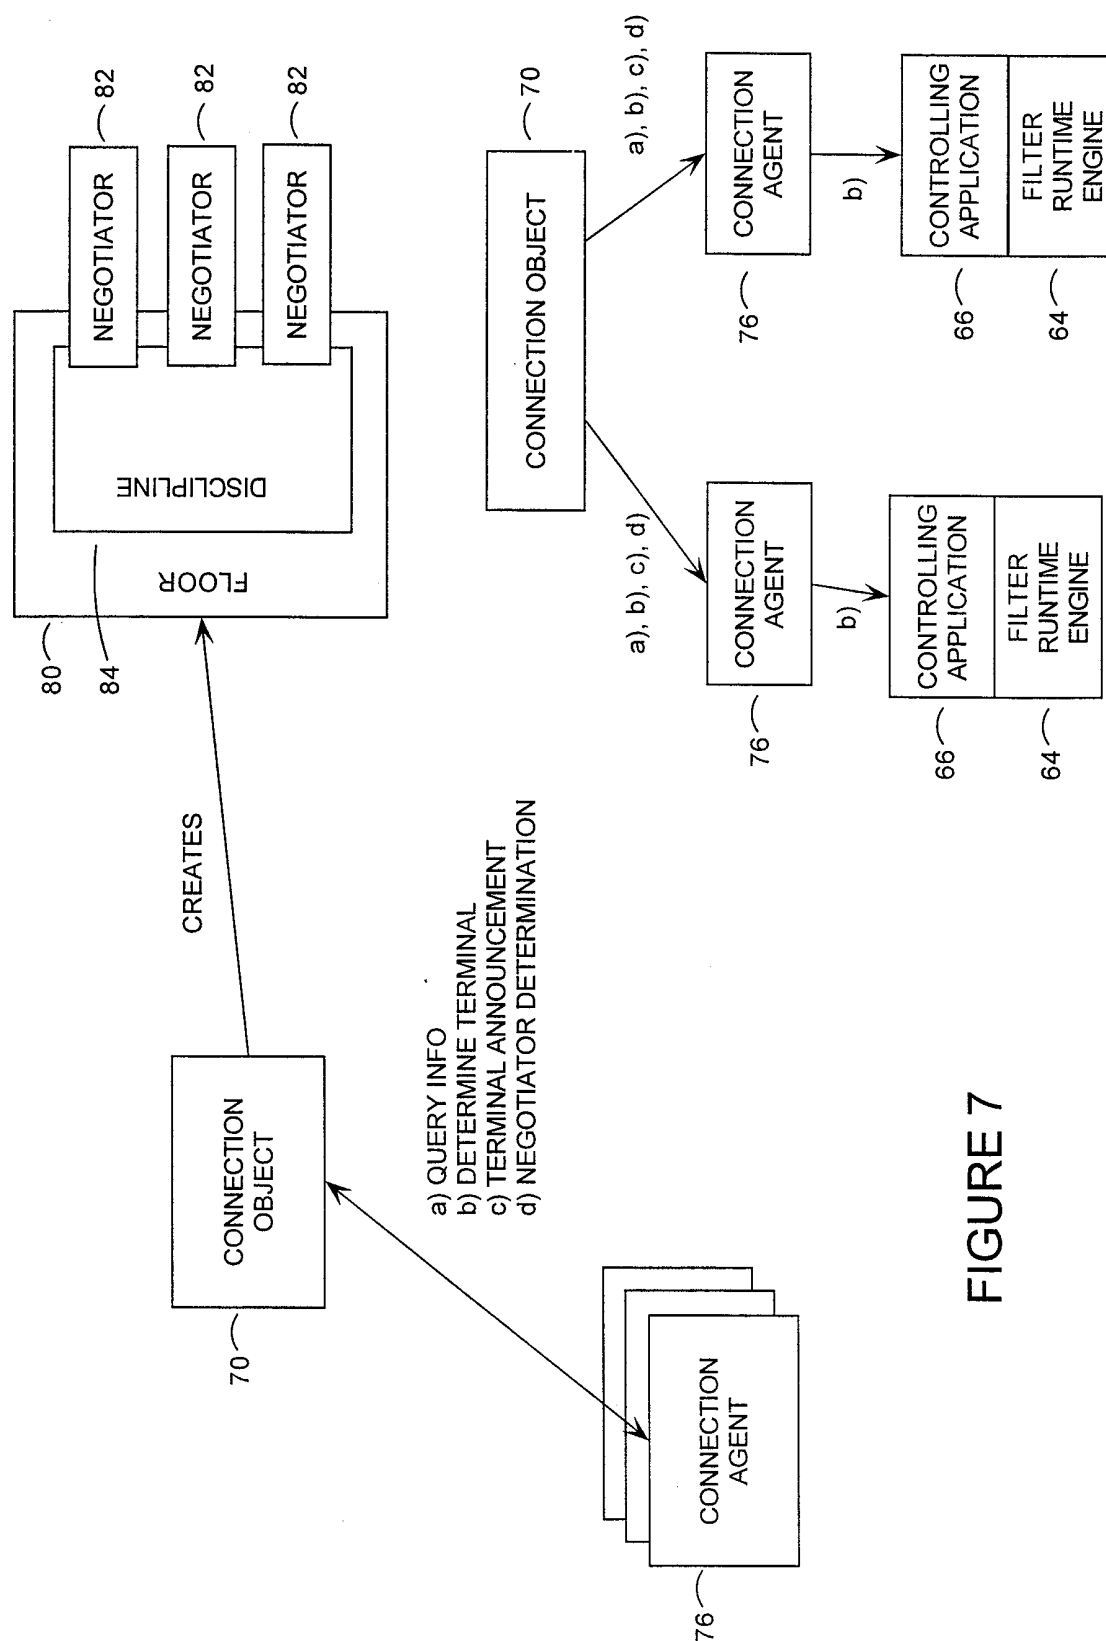 70
CONNECTION
OBJECT
CREATES
80
84
FLOOR
DISCIPLINE
NEGOTIATOR
82
NEGOTIATOR
82
NEGOTIATOR
82
76
CONNECTION
AGENT
a) QUERY INFO
b) DETERMINE TERMINAL
c) TERMINAL ANNOUNCEMENT
d) NEGOTIATOR DETERMINATION
CONNECTION OBJECT
70
a), b), c), d)
a), b), c), d)
76
CONNECTION
AGENT
76
CONNECTION
AGENT
b)
b)
66
CONTROLLING
APPLICATION
64
FILTER
RUNTIME
ENGINE
66
CONTROLLING
APPLICATION
64
FILTER
RUNTIME
ENGINE
FIGURE 7